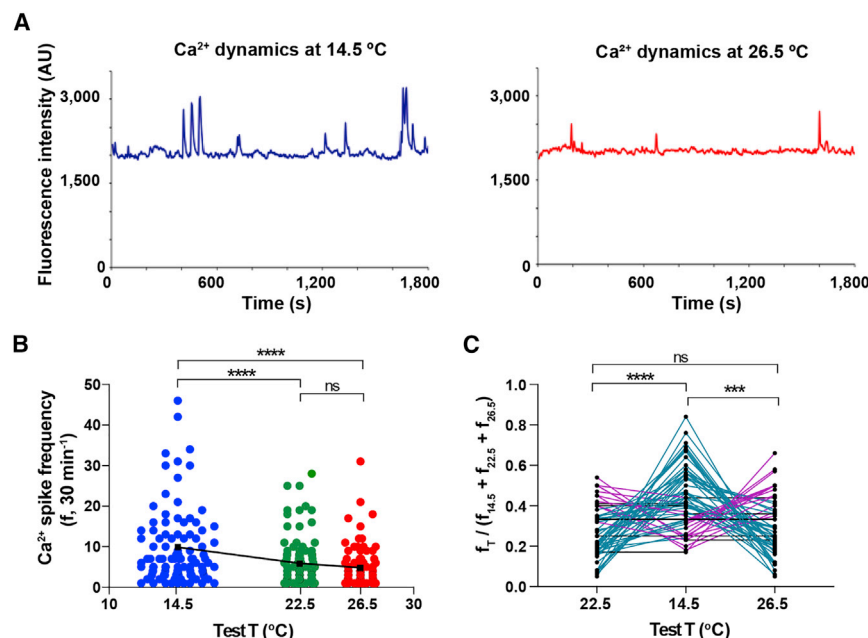 A
Ca²⁺ dynamics at 14.5 ºC
Ca²⁺ dynamics at 26.5 ºC
Fluorescence intensity (AU)
3,000
1,500
0
0
600
1,200
1,800
Time (s)
3,000
1,500
0
0
600
1,200
1,800
Time (s)
B
****
****
ns
Ca²⁺ spike frequency
(f, 30 min⁻¹)
50
40
30
20
10
0
10
14.5
22.5
26.5
30
Test T (ºC)
C
ns
****
***
f_T / (f_14.5 + f_22.5 + f_26.5)
1.0
0.8
0.6
0.4
0.2
0.0
22.5
14.5
26.5
Test T (ºC)